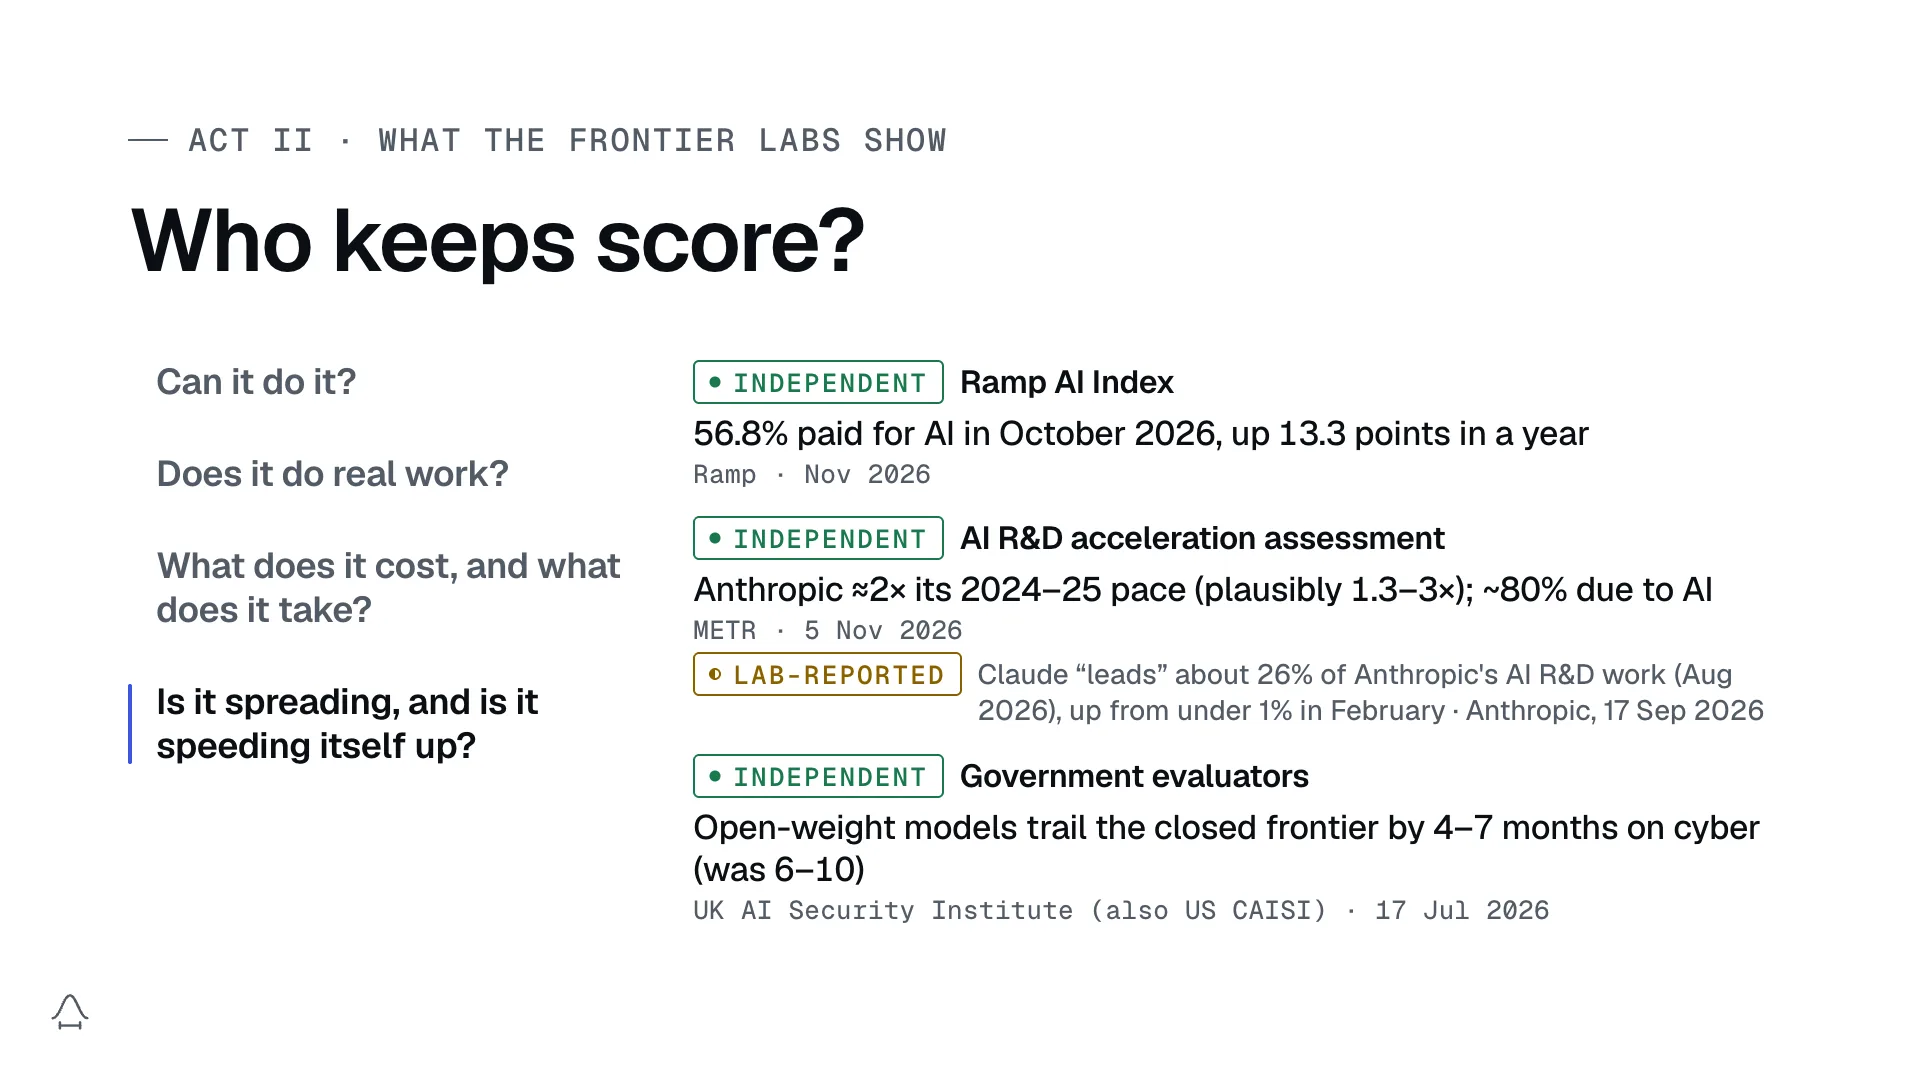 ACT II · WHAT THE FRONTIER LABS SHOW
Who keeps score?
Can it do it?
Does it do real work?
What does it cost, and what
does it take?
Is it spreading, and is it
speeding itself up?
INDEPENDENT Ramp AI Index
56.8% paid for AI in October 2026, up 13.3 points in a year
Ramp · Nov 2026
INDEPENDENT AI R&D acceleration assessment
Anthropic ≈2× its 2024–25 pace (plausibly 1.3–3×); ~80% due to AI
METR · 5 Nov 2026
LAB-REPORTED Claude “leads” about 26% of Anthropic's AI R&D work (Aug
2026), up from under 1% in February · Anthropic, 17 Sep 2026
INDEPENDENT Government evaluators
Open-weight models trail the closed frontier by 4–7 months on cyber
(was 6–10)
UK AI Security Institute (also US CAISI) · 17 Jul 2026